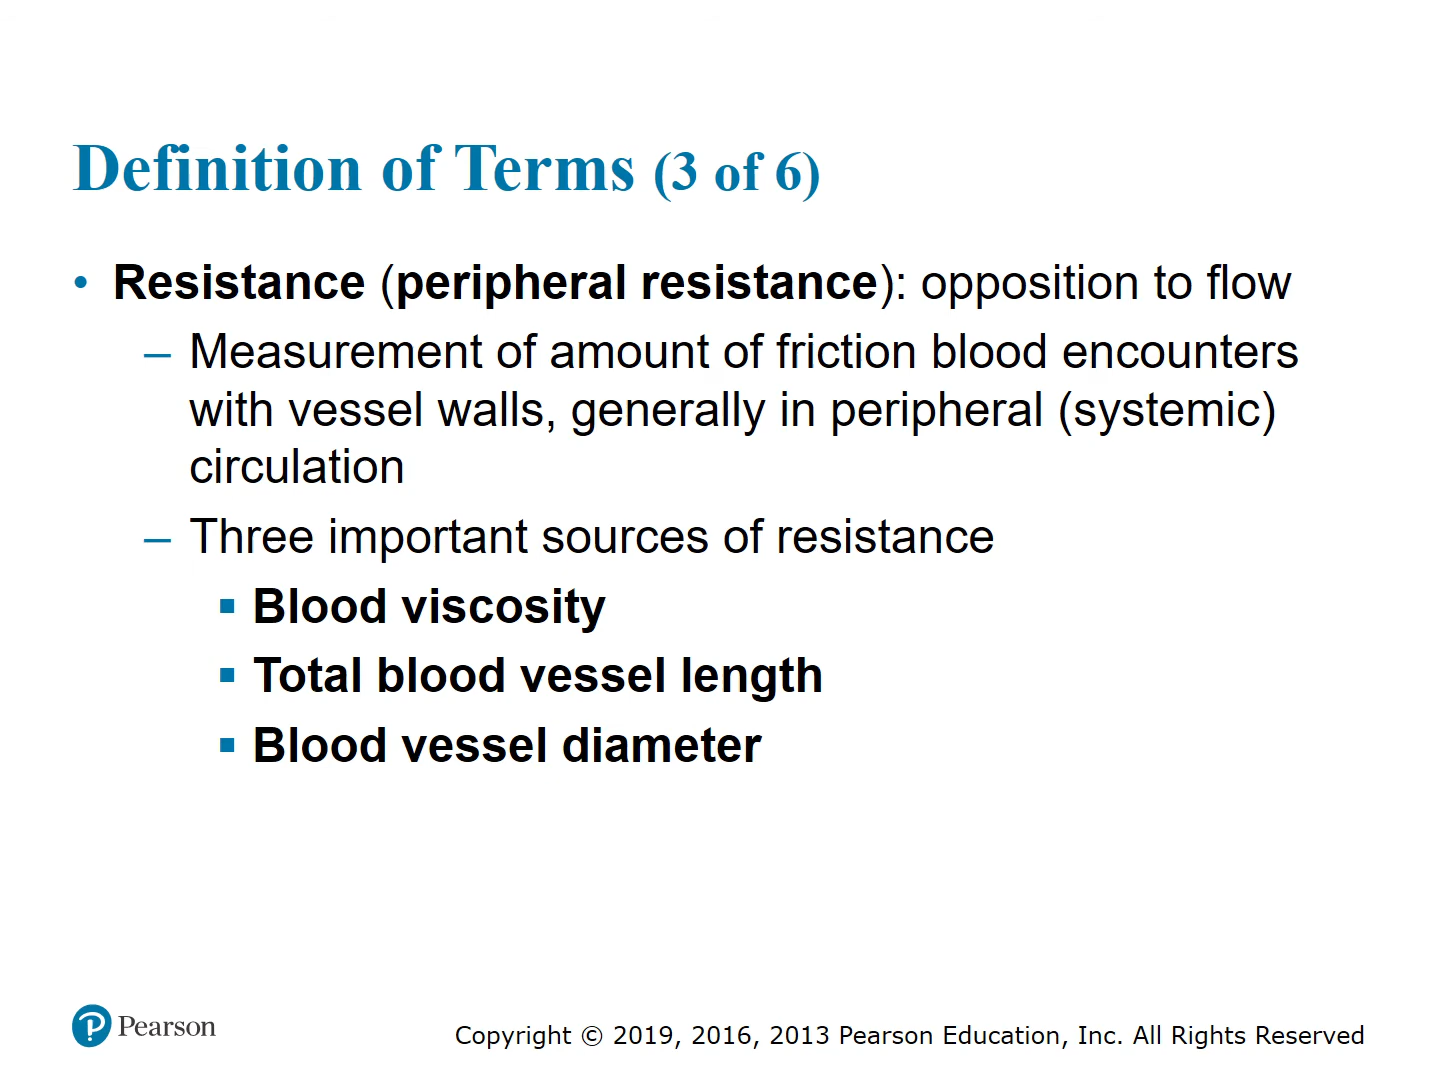 Definition of Terms (3 of 6)
• Resistance (peripheral resistance): opposition to flow
– Measurement of amount of friction blood encounters
with vessel walls, generally in peripheral (systemic)
circulation
– Three important sources of resistance
▪ Blood viscosity
▪ Total blood vessel length
▪ Blood vessel diameter
Pearson
Copyright © 2019, 2016, 2013 Pearson Education, Inc. All Rights Reserved